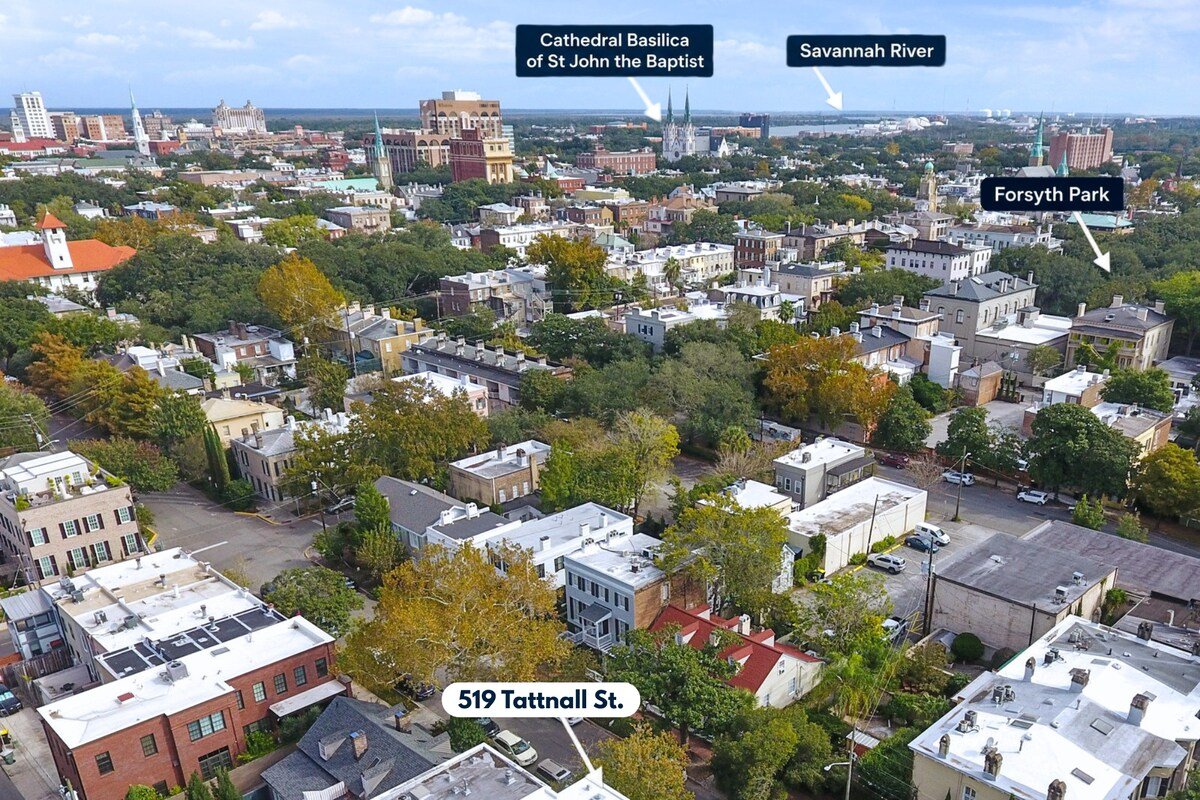 Cathedral Basilica
of St John the Baptist
Savannah River
Forsyth Park
519 Tattnall St.